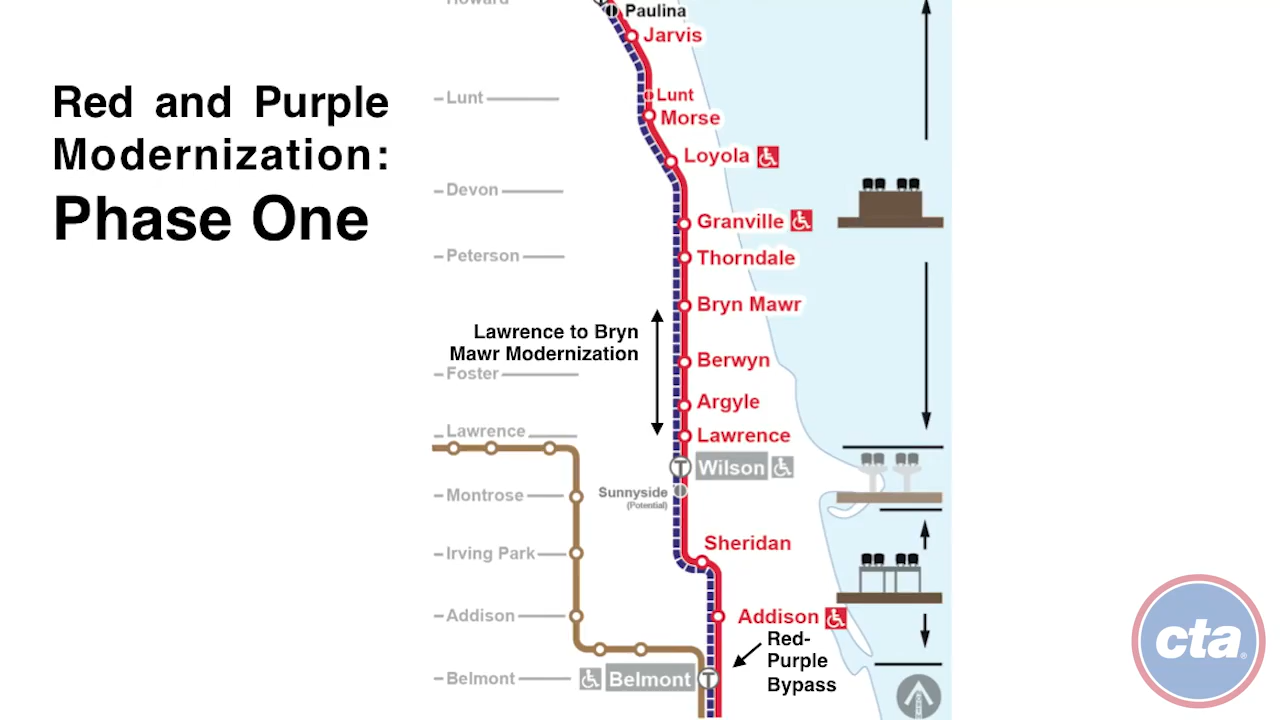 Red and Purple
Modernization:
Phase One
Howard
Paulina
Jarvis
Lunt
Lunt
Morse
Loyola
Devon
Granville
Peterson
Thorndale
Bryn Mawr
Lawrence to Bryn
Mawr Modernization
Berwyn
Foster
Argyle
Lawrence
Lawrence
T Wilson
Montrose
Sunnyside
(Potential)
Sheridan
Irving Park
Addison
Addison
Red-
Purple
Bypass
Belmont
Belmont T
cta